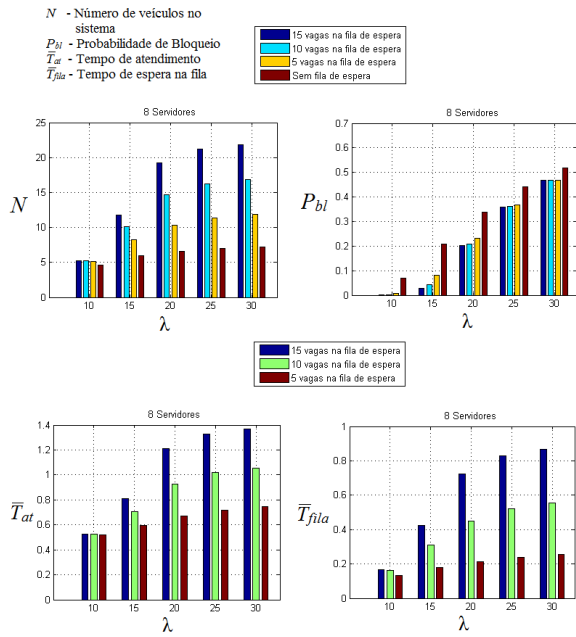 N - Número de veículos no
sistema
P_bl - Probabilidade de Bloqueio
T̅_at - Tempo de atendimento
T̅_fila - Tempo de espera na fila
15 vagas na fila de espera
10 vagas na fila de espera
5 vagas na fila de espera
Sem fila de espera
8 Servidores
25
20
15
10
5
0
N
10 15 20 25 30
λ
8 Servidores
0.7
0.6
0.5
0.4
0.3
0.2
0.1
0
P_bl
10 15 20 25 30
λ
15 vagas na fila de espera
10 vagas na fila de espera
5 vagas na fila de espera
8 Servidores
1.4
1.2
1
0.8
0.6
0.4
0.2
0
T̅_at
10 15 20 25 30
λ
8 Servidores
1
0.8
0.6
0.4
0.2
0
T̅_fila
10 15 20 25 30
λ